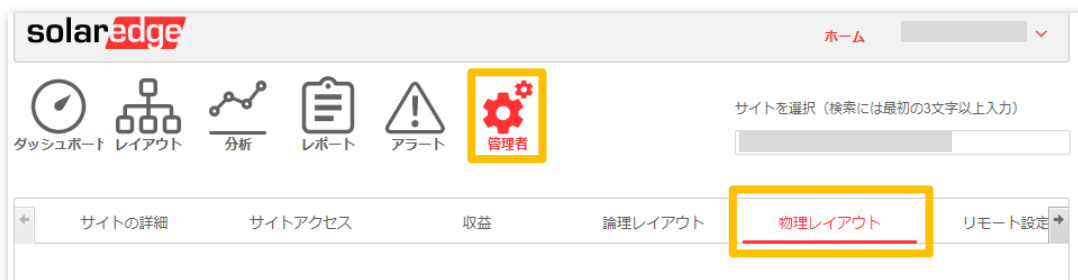 solaredge
ホーム
ダッシュボード レイアウト 分析 レポート アラート 管理者
サイトを選択（検索には最初の3文字以上入力）
サイトの詳細 サイトアクセス 収益 論理レイアウト 物理レイアウト リモート設定